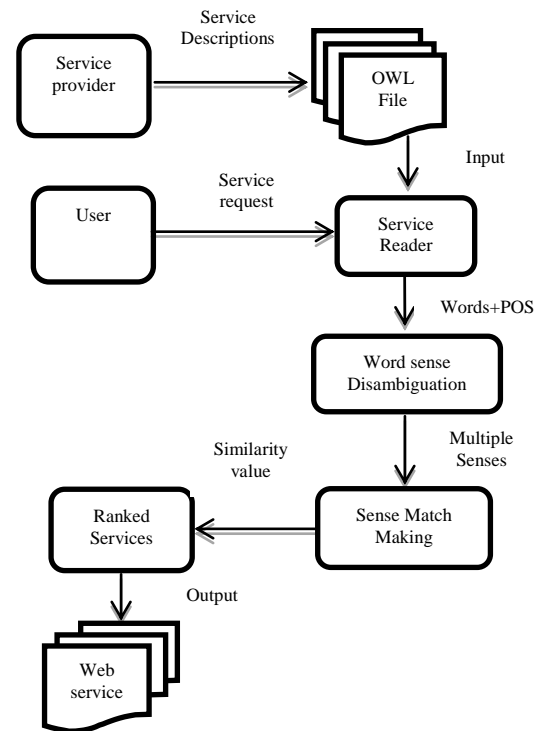 Service
Descriptions
Service
provider
OWL
File
Input
Service
request
User
Service
Reader
Words+POS
Word sense
Disambiguation
Multiple
Senses
Similarity
value
Ranked
Services
Sense Match
Making
Output
Web
service